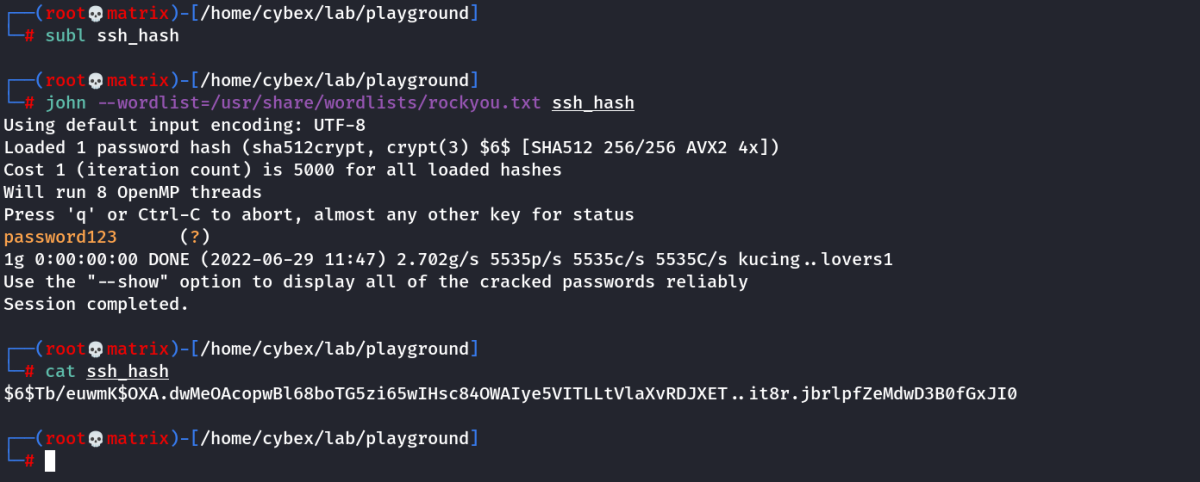 ┌──(root💀matrix)-[/home/cybex/lab/playground]
└─# subl ssh_hash
┌──(root💀matrix)-[/home/cybex/lab/playground]
└─# john --wordlist=/usr/share/wordlists/rockyou.txt ssh_hash
Using default input encoding: UTF-8
Loaded 1 password hash (sha512crypt, crypt(3) $6$ [SHA512 256/256 AVX2 4x])
Cost 1 (iteration count) is 5000 for all loaded hashes
Will run 8 OpenMP threads
Press 'q' or Ctrl-C to abort, almost any other key for status
password123      (?)
1g 0:00:00:00 DONE (2022-06-29 11:47) 2.702g/s 5535p/s 5535c/s 5535C/s kucing..lovers1
Use the "--show" option to display all of the cracked passwords reliably
Session completed.
┌──(root💀matrix)-[/home/cybex/lab/playground]
└─# cat ssh_hash
$6$Tb/euwmK$OXA.dwMeOAcopwBl68boTG5zi65wIHsc84OWAIye5VITLLtVlaXvRDJXET..it8r.jbrlpfZeMdwD3B0fGxJI0
┌──(root💀matrix)-[/home/cybex/lab/playground]
└─#